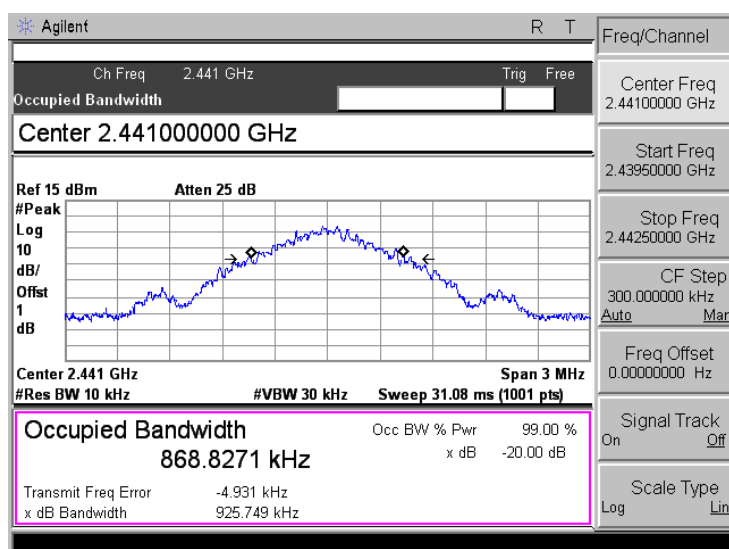 Agilent R T
Ch Freq 2.441 GHz Trig Free
Occupied Bandwidth
Center 2.441000000 GHz
Ref 15 dBm Atten 25 dB
#Peak
Log
10
dB/
Offst
1
dB
Center 2.441 GHz Span 3 MHz
#Res BW 10 kHz #VBW 30 kHz Sweep 31.08 ms (1001 pts)
Occupied Bandwidth Occ BW % Pwr 99.00 %
868.8271 kHz x dB -20.00 dB
Transmit Freq Error -4.931 kHz
x dB Bandwidth 925.749 kHz
Freq/Channel
Center Freq
2.44100000 GHz
Start Freq
2.43950000 GHz
Stop Freq
2.44250000 GHz
CF Step
300.000000 kHz
Auto Man
Freq Offset
0.00000000 Hz
Signal Track
On Off
Scale Type
Log Lin